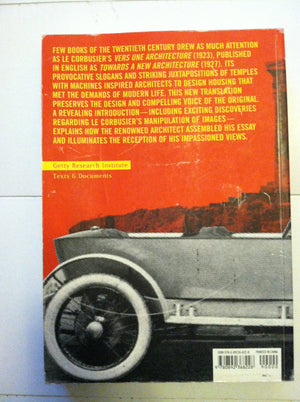 FEW BOOKS OF THE TWENTIETH CENTURY DREW AS MUCH ATTENTION
AS LE CORBUSIER'S VERS UNE ARCHITECTURE (1923), PUBLISHED
IN ENGLISH AS TOWARDS A NEW ARCHITECTURE (1927). ITS
PROVOCATIVE SLOGANS AND STRIKING JUXTAPOSITIONS OF TEMPLES
WITH MACHINES INSPIRED ARCHITECTS TO DESIGN HOUSING THAT
MET THE DEMANDS OF MODERN LIFE. THIS NEW TRANSLATION
PRESERVES THE DESIGN AND COMPELLING VOICE OF THE ORIGINAL.
A REVEALING INTRODUCTION—INCLUDING EXCITING DISCOVERIES
REGARDING LE CORBUSIER'S MANIPULATION OF IMAGES—
EXPLAINS HOW THE RENOWNED ARCHITECT ASSEMBLED HIS ESSAY
AND ILLUMINATES THE RECEPTION OF HIS IMPASSIONED VIEWS.
Getty Research Institute
Texts & Documents
PRINTED IN CHINA
90000